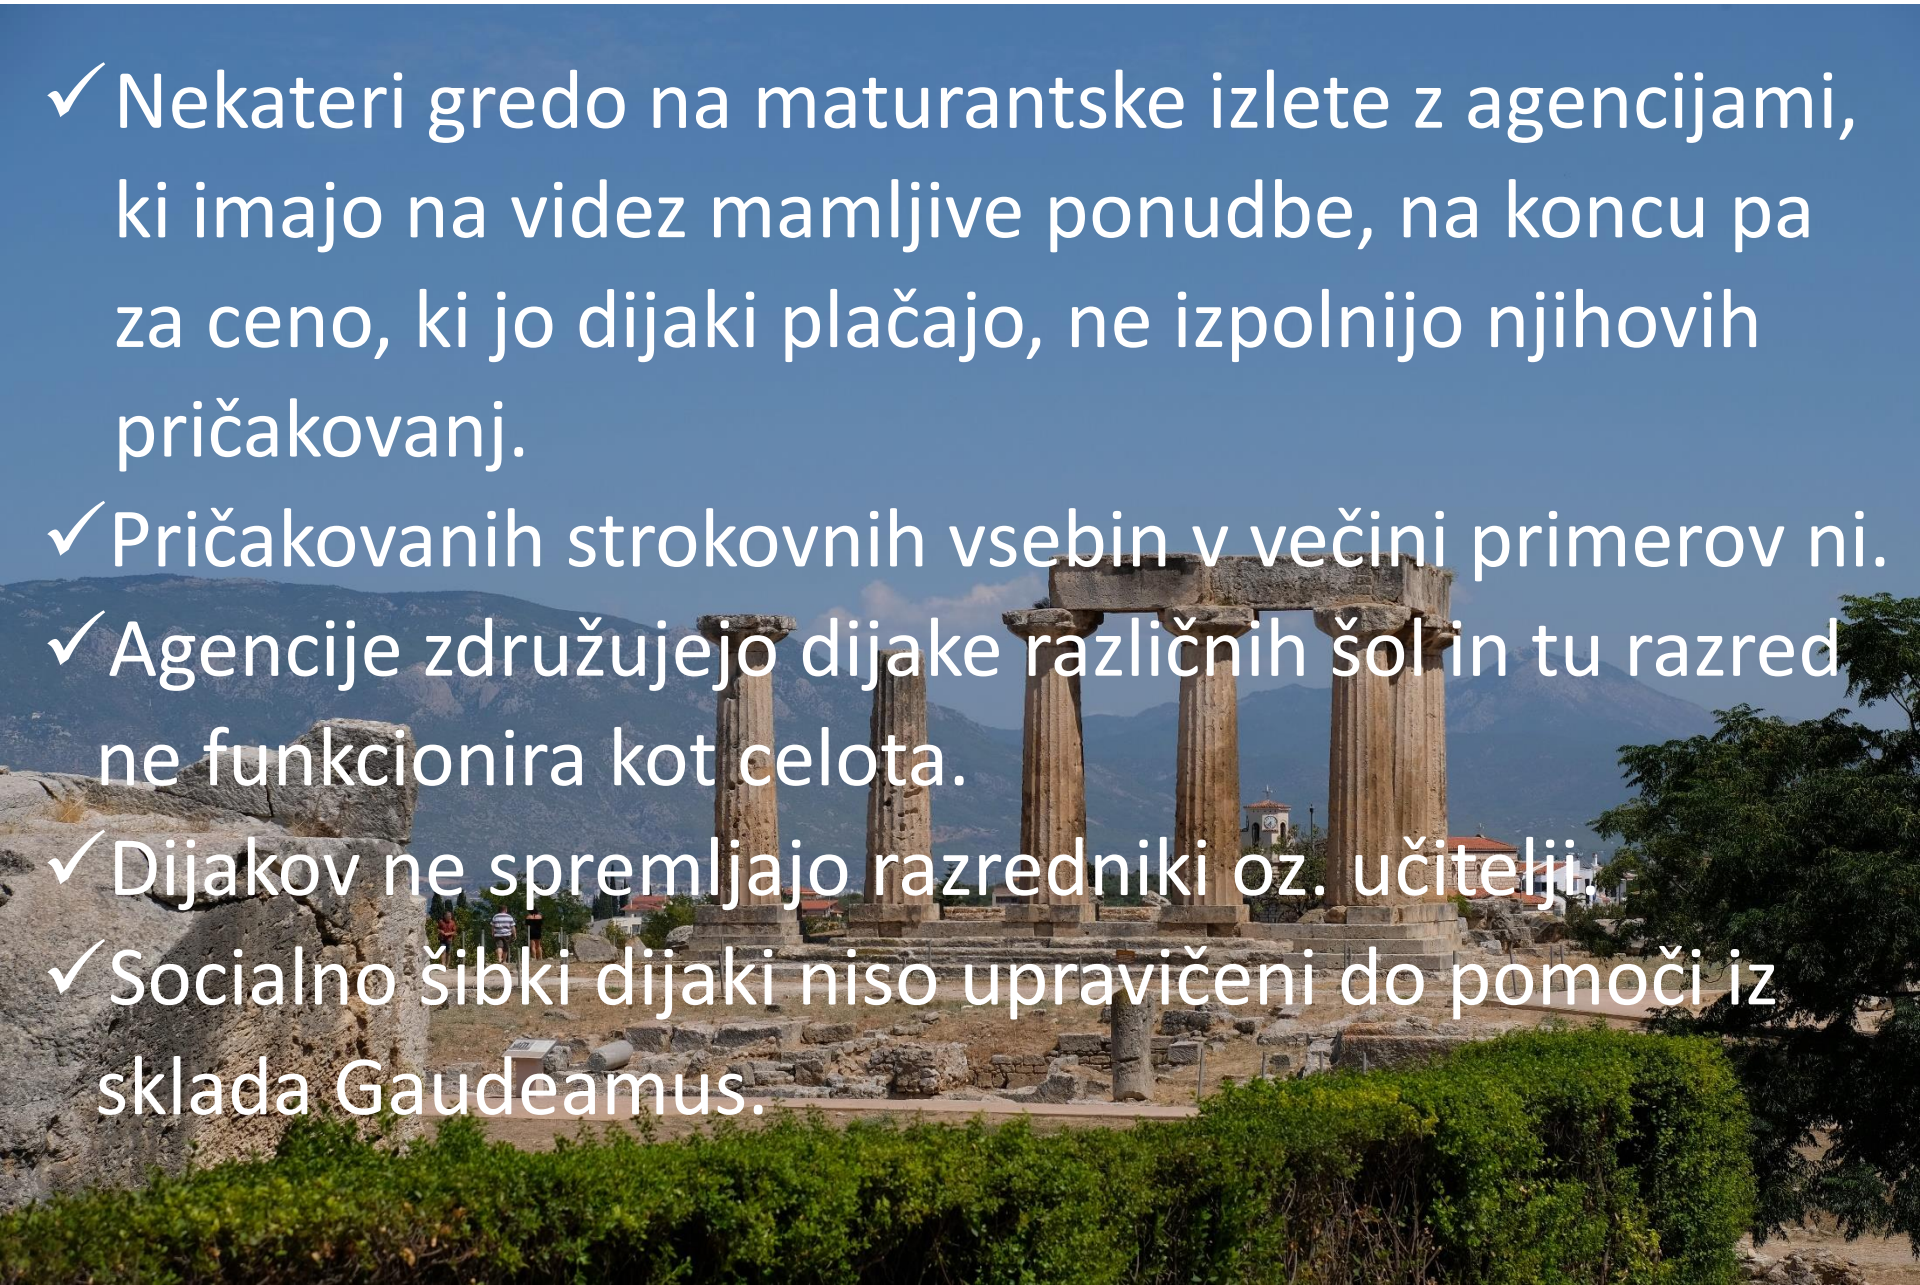 ✓ Nekateri gredo na maturantske izlete z agencijami,
ki imajo na videz mamljive ponudbe, na koncu pa
za ceno, ki jo dijaki plačajo, ne izpolnijo njihovih
pričakovanj.
✓ Pričakovanih strokovnih vsebin v večini primerov ni.
✓ Agencije združujejo dijake različnih šol in tu razred
ne funkcionira kot celota.
✓ Dijakov ne spremljajo razredniki oz. učitelji.
✓ Socialno šibki dijaki niso upravičeni do pomoči iz
sklada Gaudeamus.